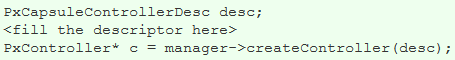 PxCapsuleControllerDesc desc;
<fill the descriptor here>
PxController* c = manager->createController(desc);